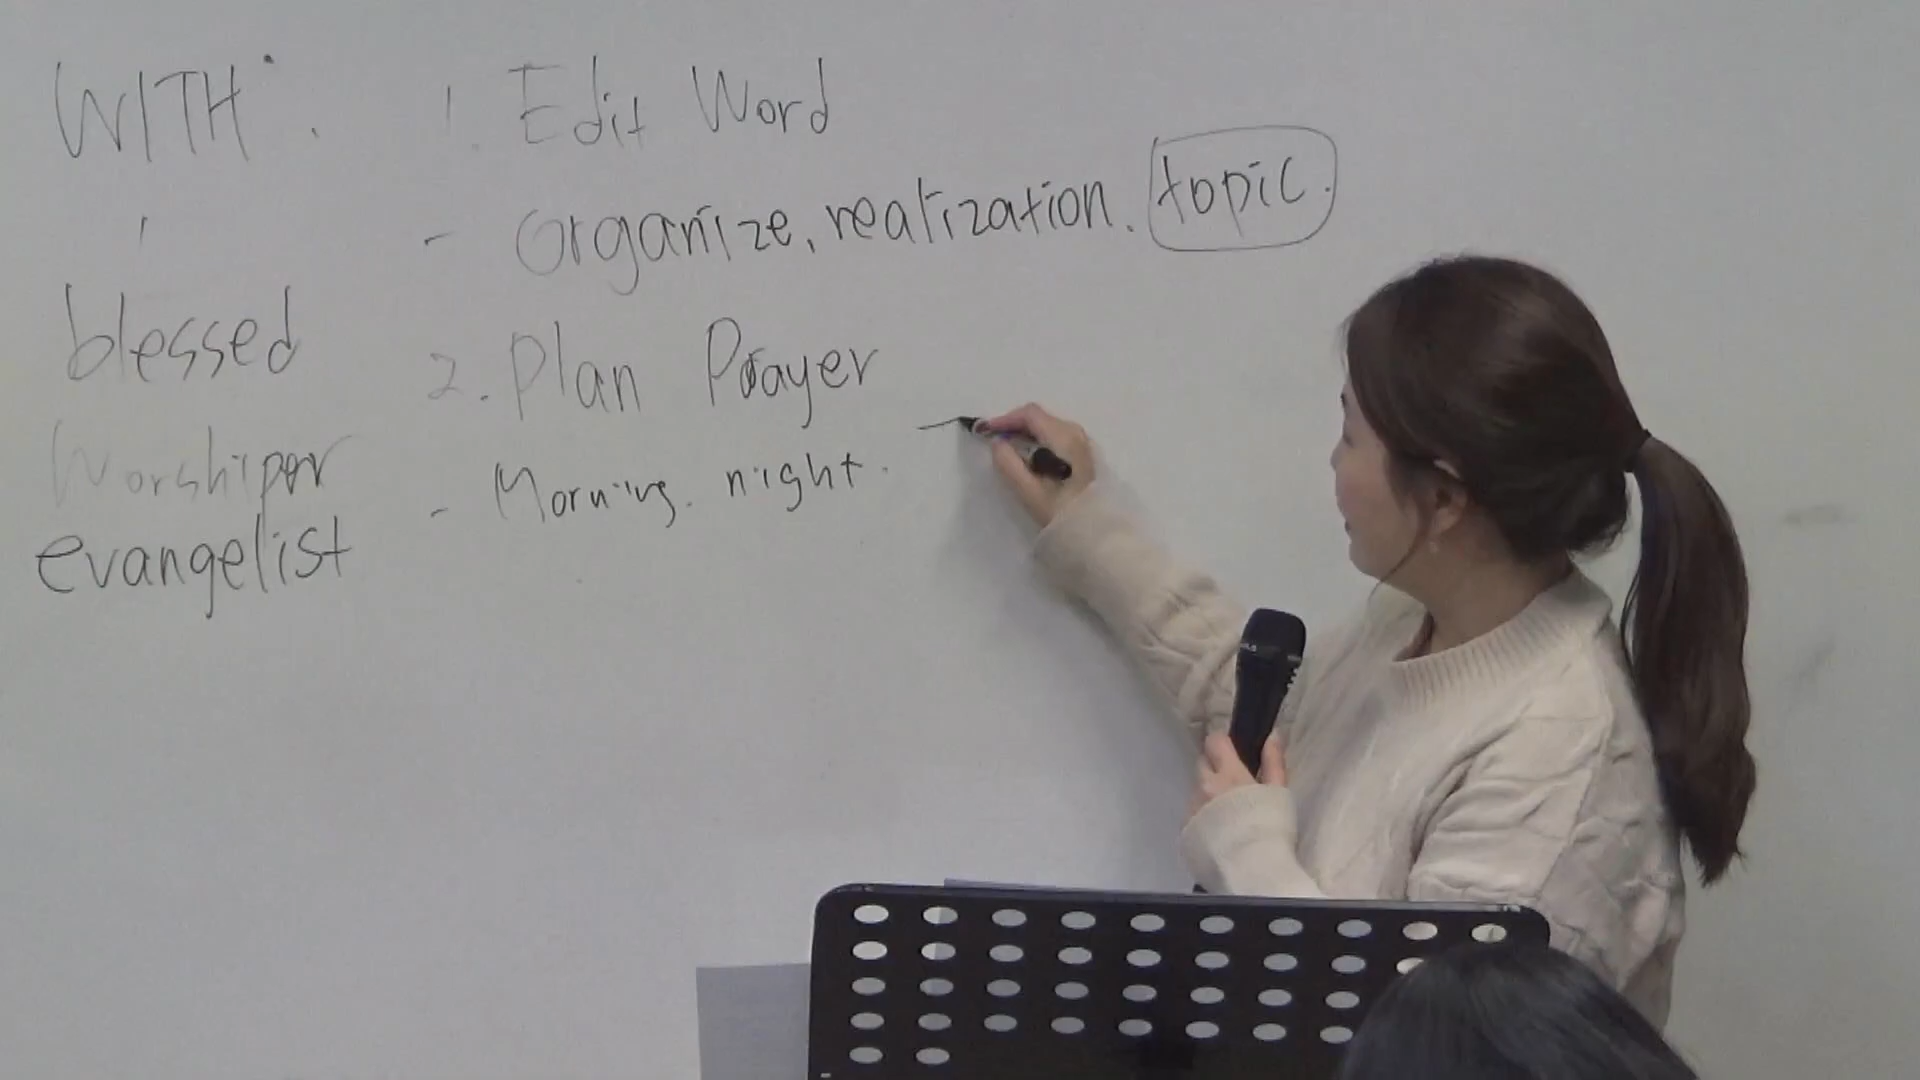 WITH.
1. Edit Word
- Organize, realization. topic.
blessed
2. Plan Prayer
Worshiper
- Morning. night.
evangelist